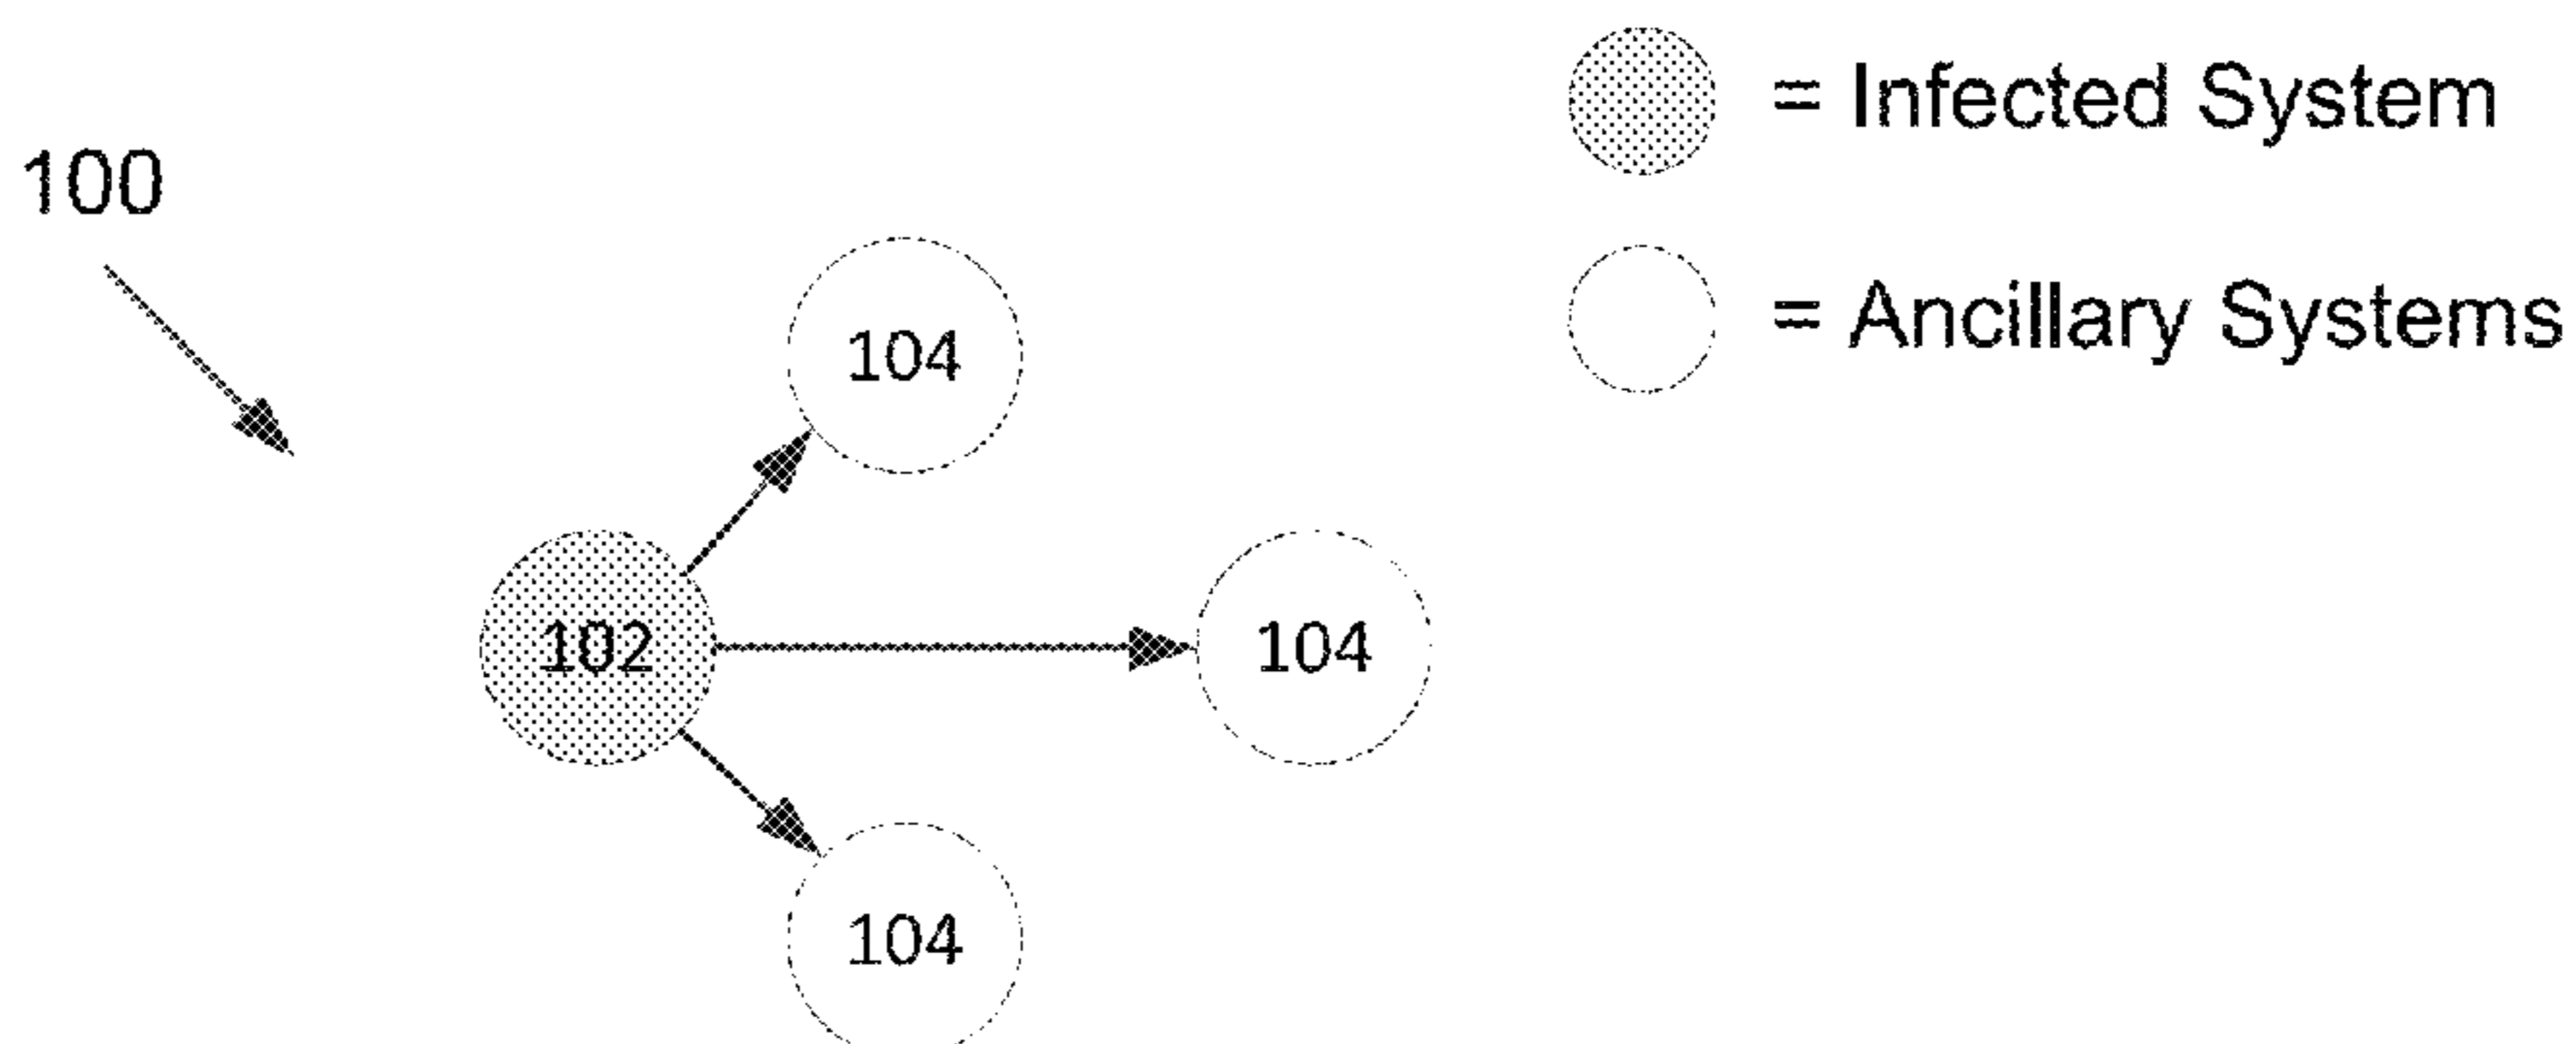 = Infected System
100
= Ancillary Systems
104
102
104
104